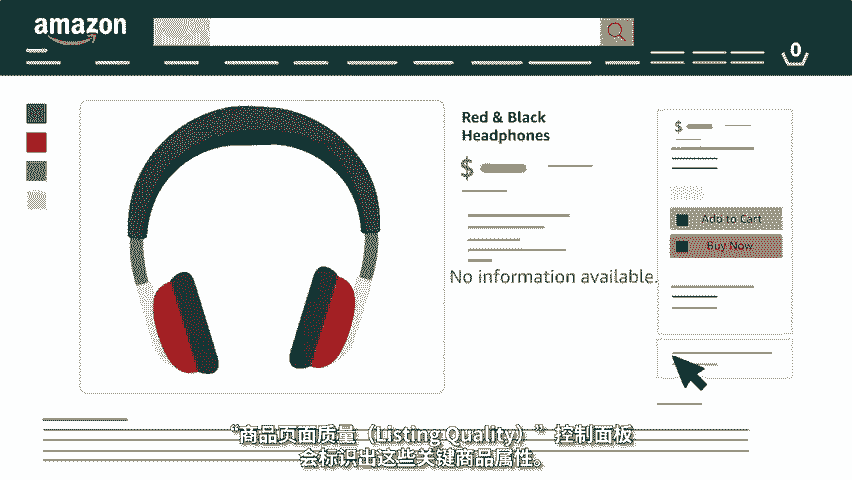 amazon
0
Red & Black
Headphones
$
$
Add to Cart
Buy Now
No information available.
“商品页面质量（Listing Quality）”控制面板
会标识出这些关键商品属性。